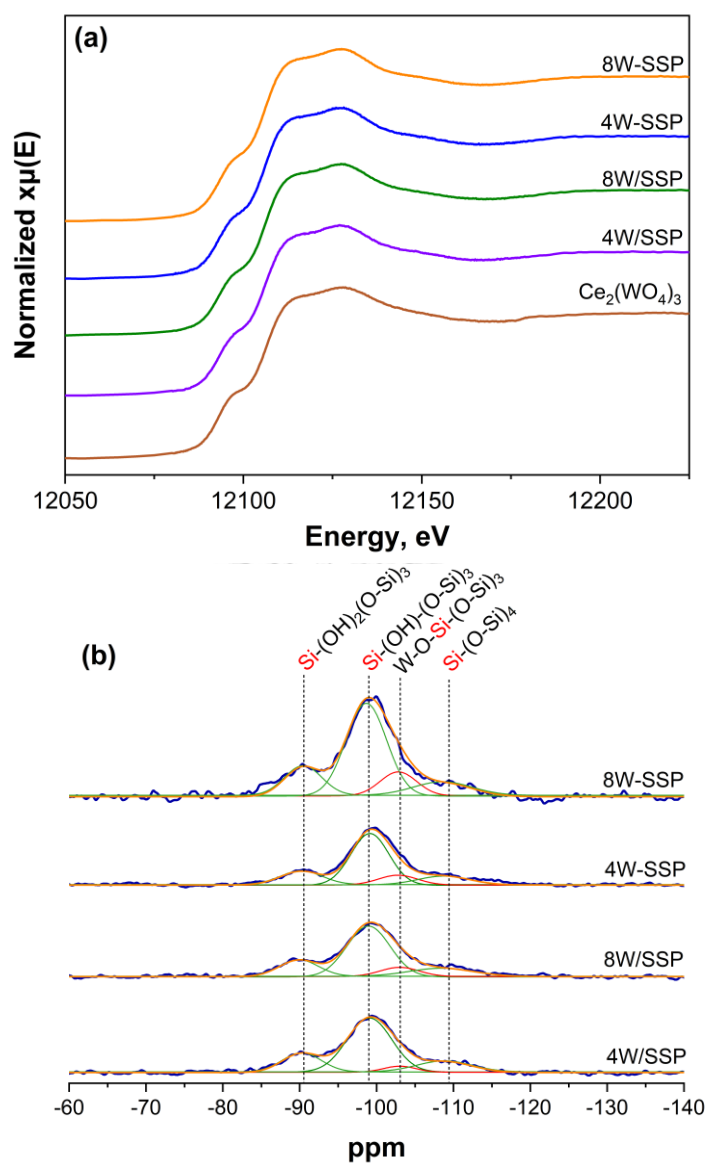 (a)
8W-SSP
4W-SSP
8W/SSP
4W/SSP
Ce₂(WO₄)₃
Normalized xμ(E)
12050 12100 12150 12200
Energy, eV
(b)
Si-(OH)₂(O-Si)₃
Si-(OH)-(O-Si)₃
W-O-Si-(O-Si)₃
Si-(O-Si)₄
8W-SSP
4W-SSP
8W/SSP
4W/SSP
-60 -70 -80 -90 -100 -110 -120 -130 -140
ppm